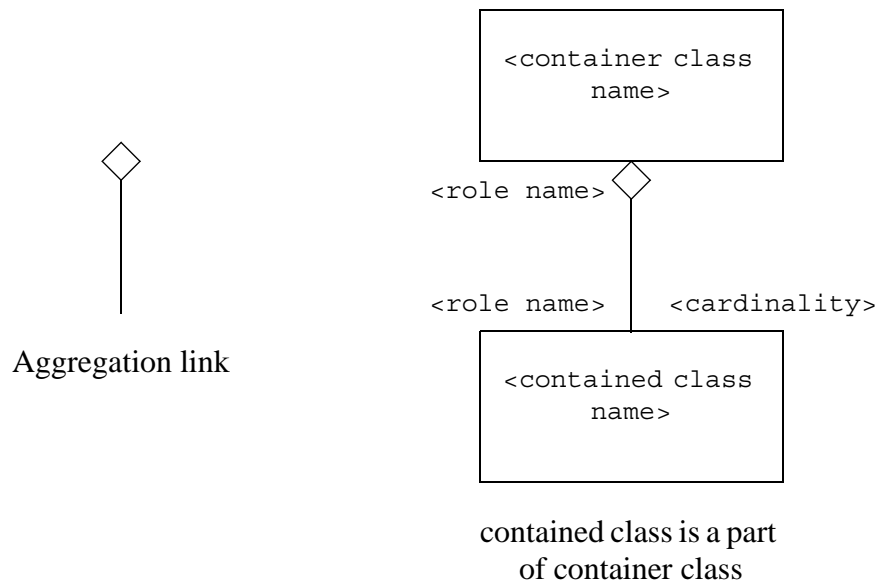 <container class
name>
<role name>
<role name>
<cardinality>
Aggregation link
<contained class
name>
contained class is a part
of container class